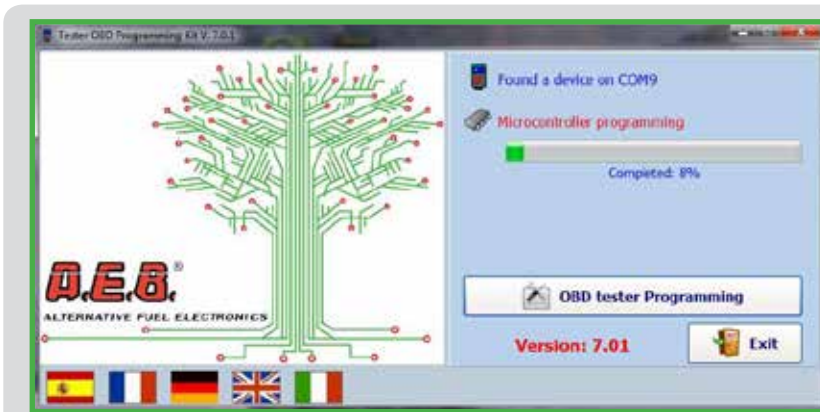 Tester OBD Programming Kit V. 7.0.1
Found a device on COM9
Microcontroller programming
Completed: 8%
A.E.B.®
ALTERNATIVE FUEL ELECTRONICS
OBD tester Programming
Version: 7.01
Exit